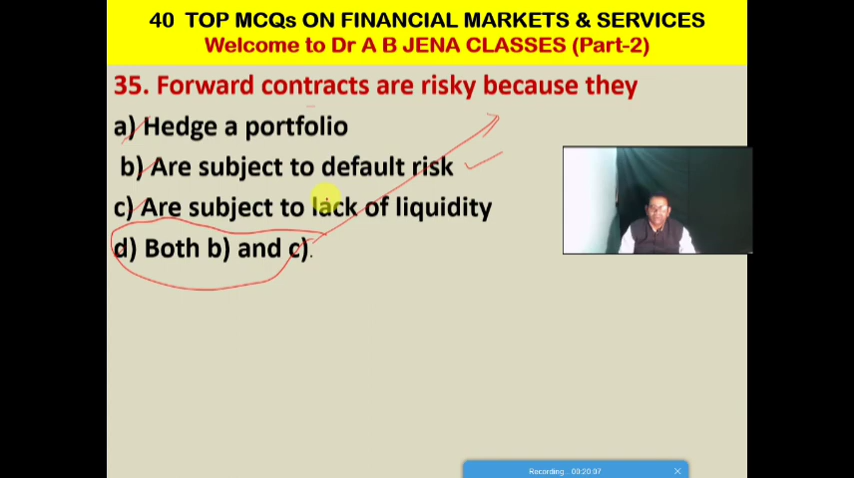 40 TOP MCQs ON FINANCIAL MARKETS & SERVICES
Welcome to Dr A B JENA CLASSES (Part-2)
35. Forward contracts are risky because they
a) Hedge a portfolio
b) Are subject to default risk
c) Are subject to lack of liquidity
d) Both b) and c).
Recording... 09:20:97